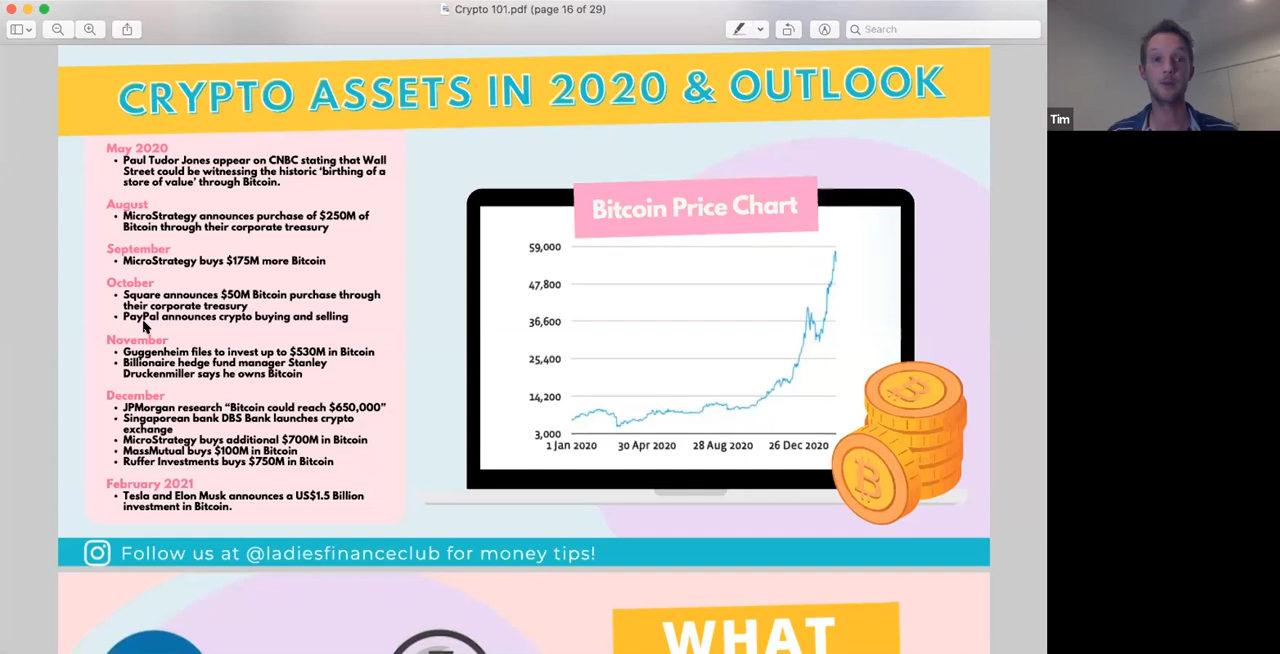 Crypto 101.pdf (page 16 of 29)
Search
CRYPTO ASSETS IN 2020 & OUTLOOK
May 2020
• Paul Tudor Jones appear on CNBC stating that Wall
Street could be witnessing the historic ‘birthing of a
store of value’ through Bitcoin.
August
• MicroStrategy announces purchase of $250M of
Bitcoin through their corporate treasury
September
• MicroStrategy buys $175M more Bitcoin
October
• Square announces $50M Bitcoin purchase through
their corporate treasury
• PayPal announces crypto buying and selling
November
• Guggenheim files to invest up to $530M in Bitcoin
• Billionaire hedge fund manager Stanley
Druckenmiller says he owns Bitcoin
December
• JPMorgan research “Bitcoin could reach $650,000”
• Singaporean bank DBS Bank launches crypto
exchange
• MicroStrategy buys additional $700M in Bitcoin
• MassMutual buys $100M in Bitcoin
• Ruffer Investments buys $750M in Bitcoin
February 2021
• Tesla and Elon Musk announces a US$1.5 Billion
investment in Bitcoin.
Bitcoin Price Chart
59,000
47,800
36,600
25,400
14,200
3,000
1 Jan 2020 30 Apr 2020 28 Aug 2020 26 Dec 2020
Follow us at @ladiesfinanceclub for money tips!
WHAT
Tim